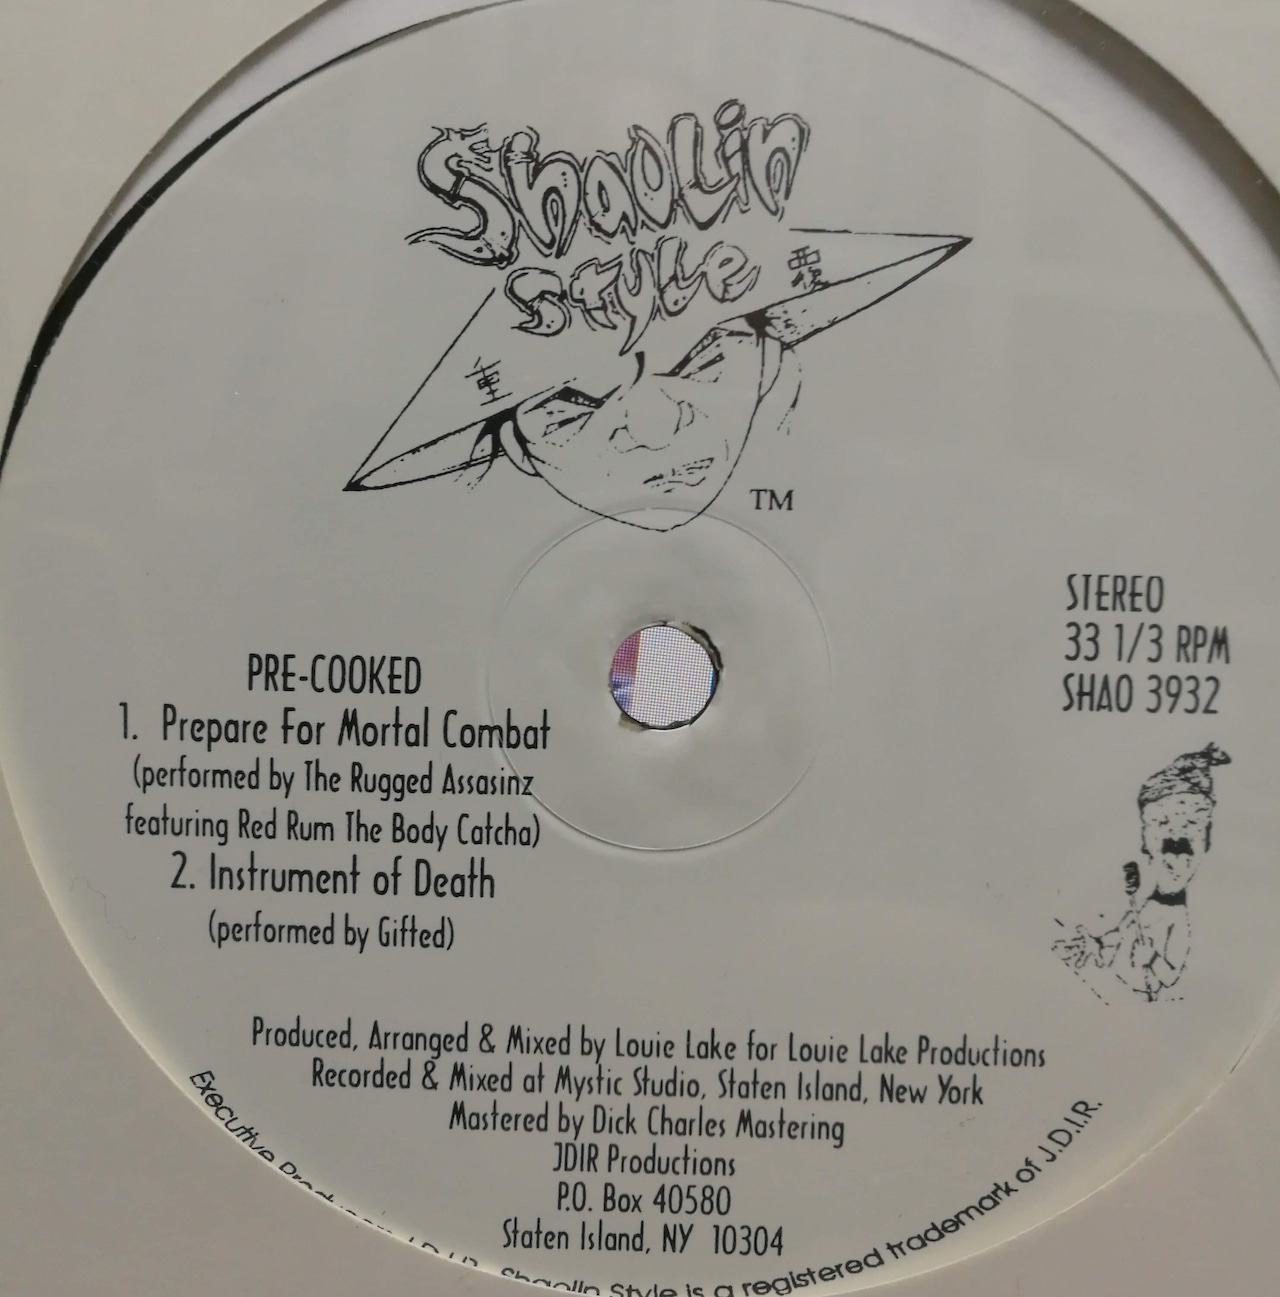 Shaolin
Style
重
覆
TM
STEREO
33 1/3 RPM
SHAO 3932
PRE-COOKED
1. Prepare For Mortal Combat
(performed by The Rugged Assasinz
featuring Red Rum The Body Catcha)
2. Instrument of Death
(performed by Gifted)
Produced, Arranged & Mixed by Louie Lake for Louie Lake Productions
Recorded & Mixed at Mystic Studio, Staten Island, New York
Mastered by Dick Charles Mastering
JDIR Productions
P.O. Box 40580
Staten Island, NY 10304
Executive
Shaolin Style is a registered trademark of J.D.I.R.